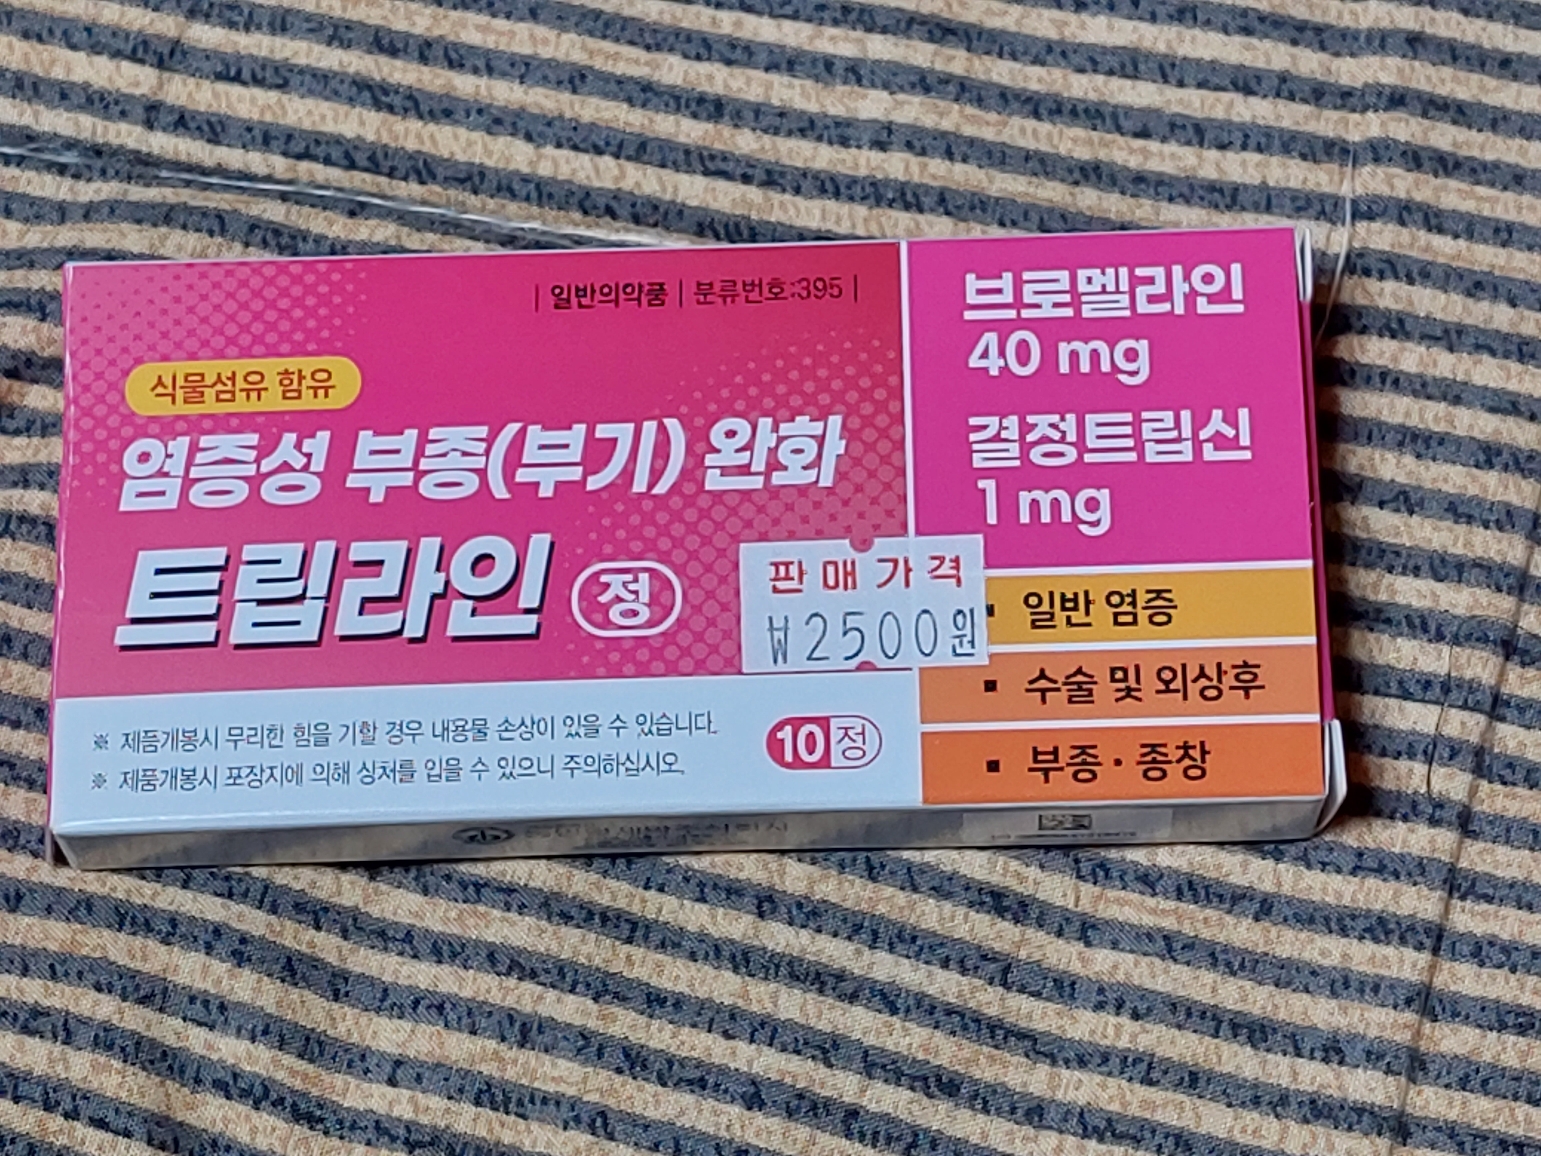 | 일반의약품 | 분류번호:395 |
식물섬유 함유
염증성 부종(부기) 완화
트립라인 정
판매가격
₩2500원
※ 제품개봉시 무리한 힘을 가할 경우 내용물 손상이 있을 수 있습니다.
※ 제품개봉시 포장지에 의해 상처를 입을 수 있으니 주의하십시오.
10정
브로멜라인
40 mg
결정트립신
1 mg
▪ 일반 염증
▪ 수술 및 외상후
▪ 부종·종창